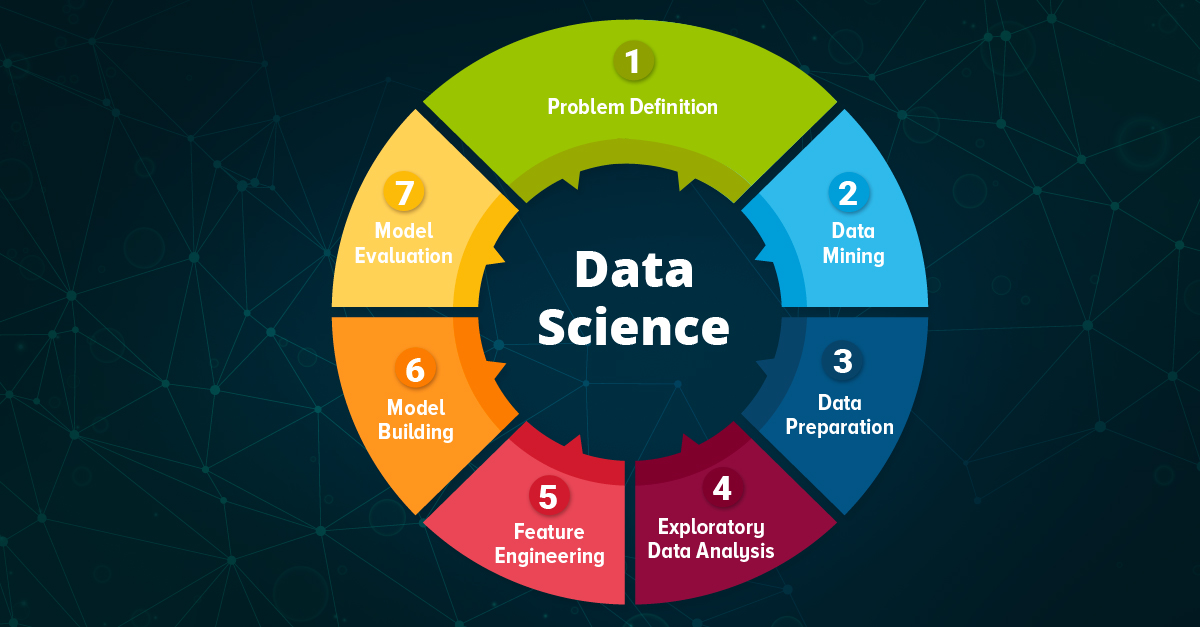 Data
Science
1
Problem Definition
2
Data
Mining
3
Data
Preparation
4
Exploratory
Data Analysis
5
Feature
Engineering
6
Model
Building
7
Model
Evaluation